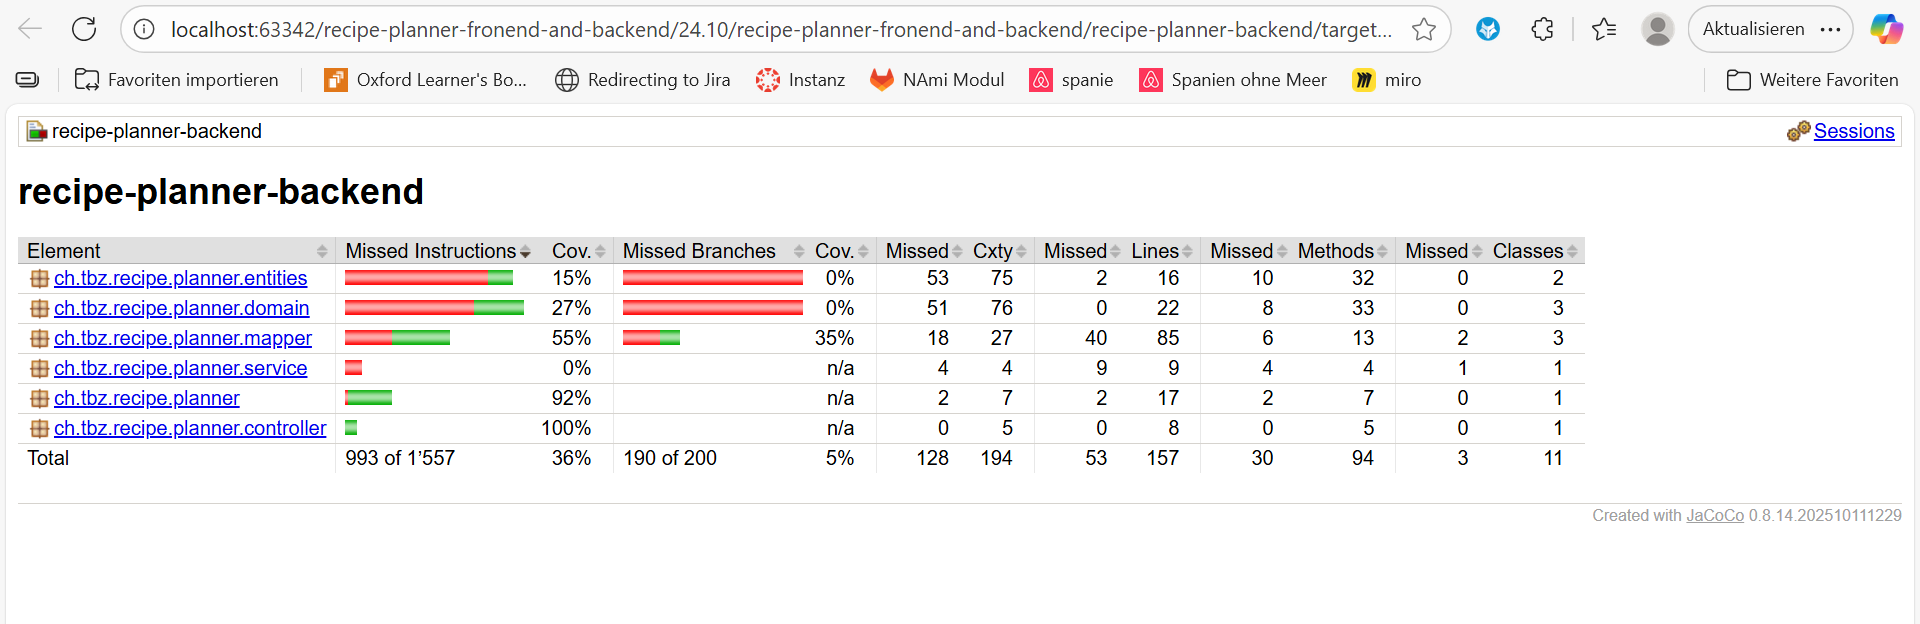 localhost:63342/recipe-planner-fronend-and-backend/24.10/recipe-planner-fronend-and-backend/recipe-planner-backend/target... Aktualisieren
Favoriten importieren Oxford Learner's Bo... Redirecting to Jira Instanz NAmi Modul spanie Spanien ohne Meer miro Weitere Favoriten
recipe-planner-backend Sessions
recipe-planner-backend
Element Missed Instructions Cov. Missed Branches Cov. Missed Cxty Missed Lines Missed Methods Missed Classes
ch.tbz.recipe.planner.entities 15% 0% 53 75 2 16 10 32 0 2
ch.tbz.recipe.planner.domain 27% 0% 51 76 0 22 8 33 0 3
ch.tbz.recipe.planner.mapper 55% 35% 18 27 40 85 6 13 2 3
ch.tbz.recipe.planner.service 0% n/a 4 4 9 9 4 4 1 1
ch.tbz.recipe.planner 92% n/a 2 7 2 17 2 7 0 1
ch.tbz.recipe.planner.controller 100% n/a 0 5 0 8 0 5 0 1
Total 993 of 1’557 36% 190 of 200 5% 128 194 53 157 30 94 3 11
Created with JaCoCo 0.8.14.202510111229